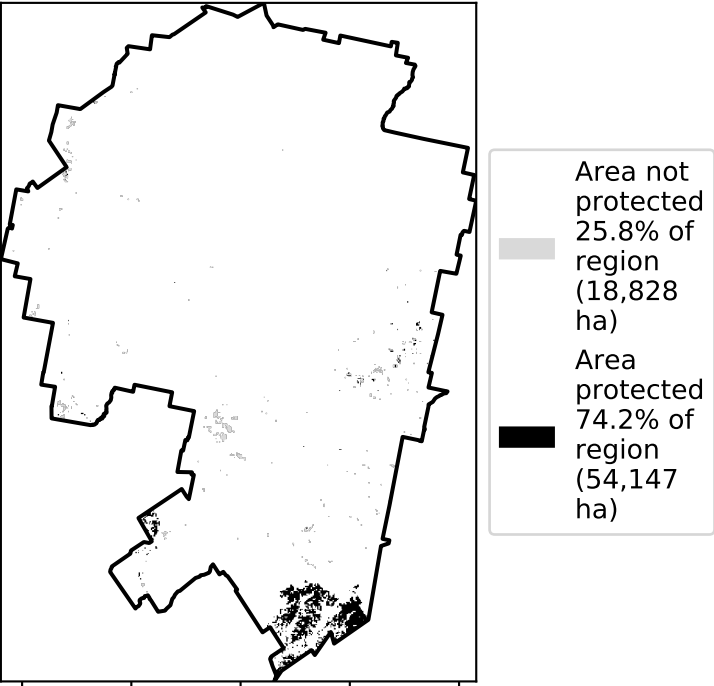 Area not
protected
25.8% of
region
(18,828
ha)
Area
protected
74.2% of
region
(54,147
ha)